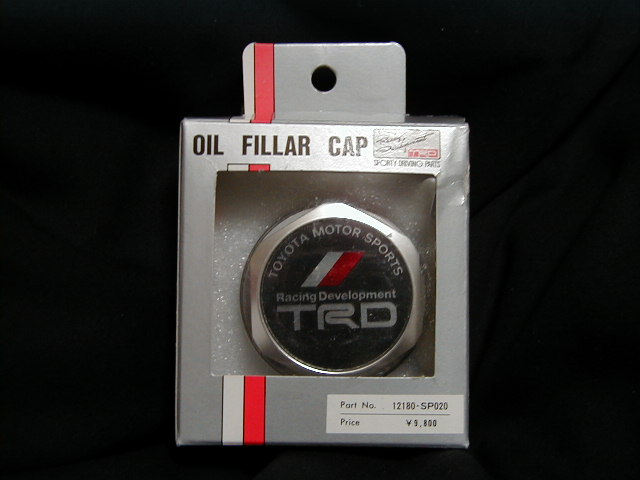 OIL FILLAR CAP
TRD
SPORTY DRIVING PARTS
TOYOTA MOTOR SPORTS
Racing Development
TRD
Part No. 12180-SP020
Price ¥9,800